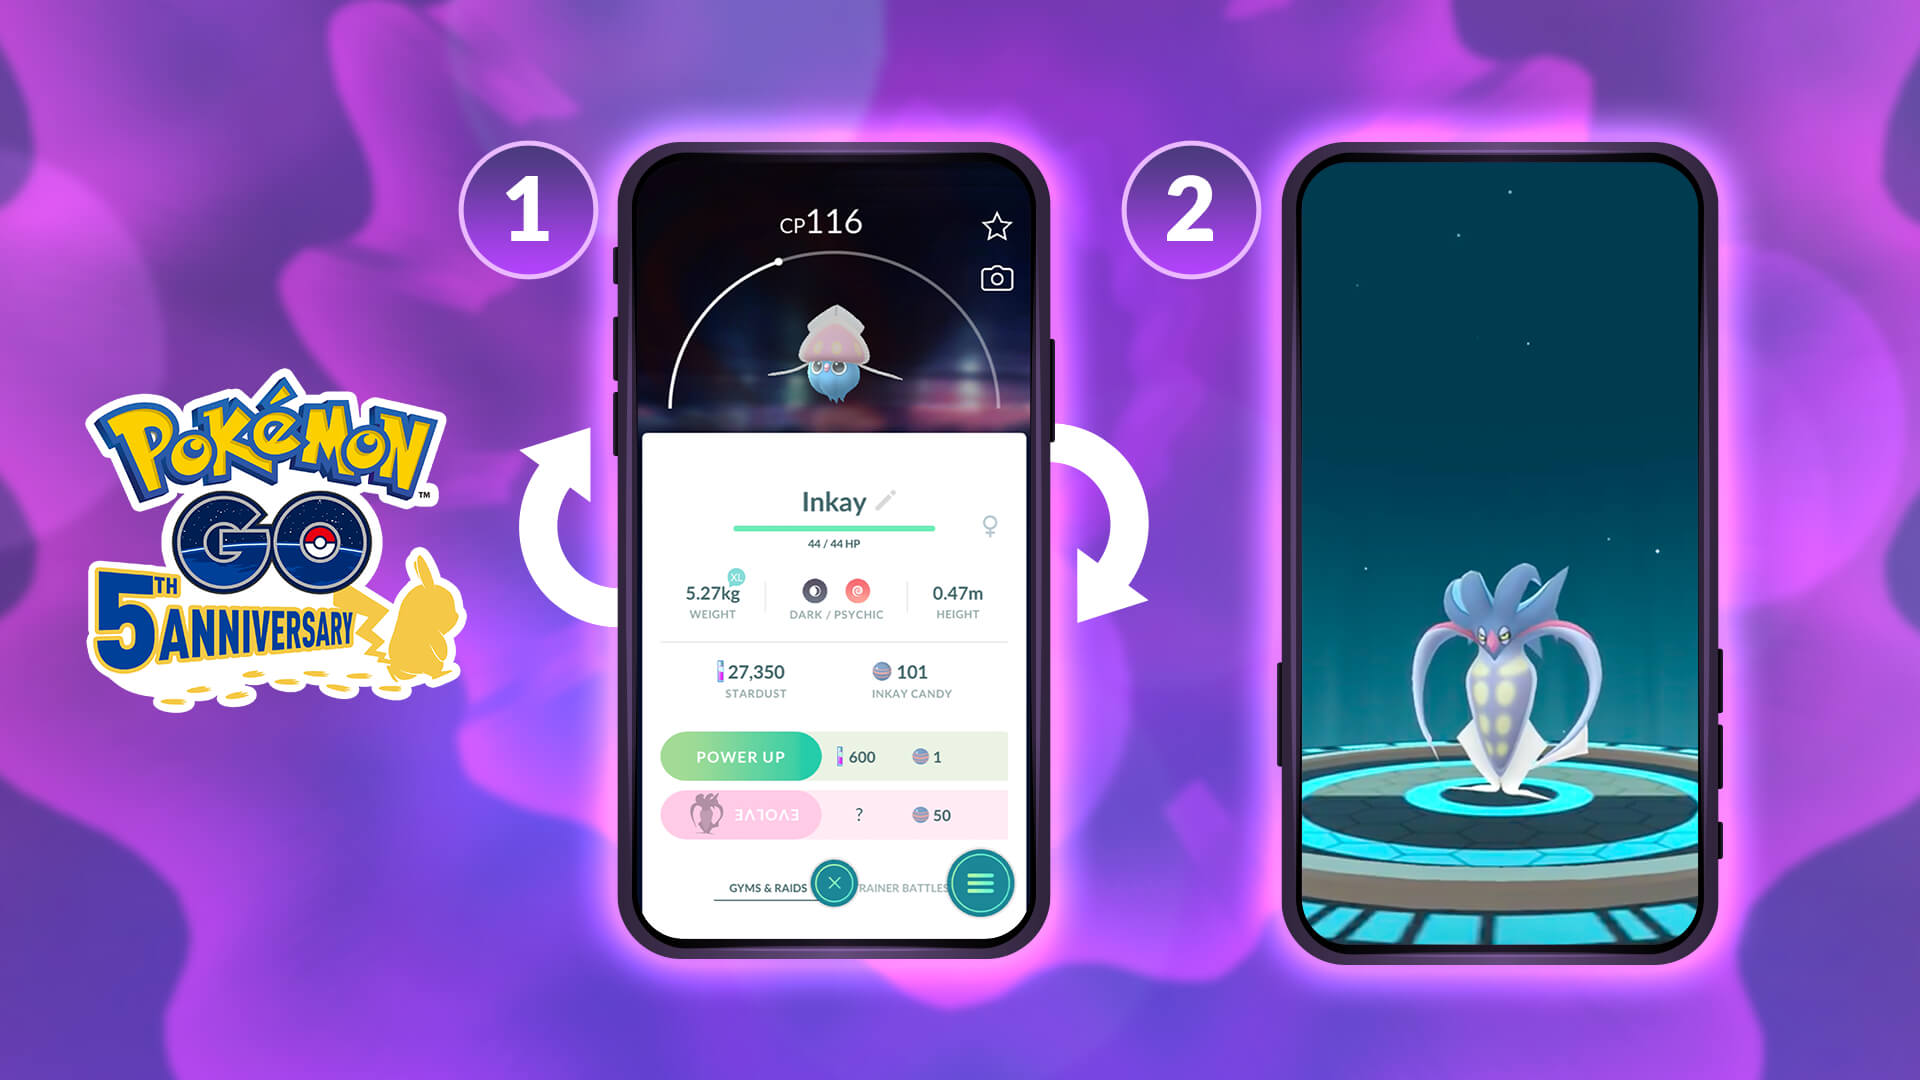 POKÉMON
GO
5TH
ANNIVERSARY
™
1
CP116
Inkay
♀
44 / 44 HP
XL
5.27kg
WEIGHT
DARK / PSYCHIC
0.47m
HEIGHT
27,350
STARDUST
101
INKAY CANDY
POWER UP 600 1
EVOLVE ? 50
GYMS & RAIDS
RAINER BATTLES
2